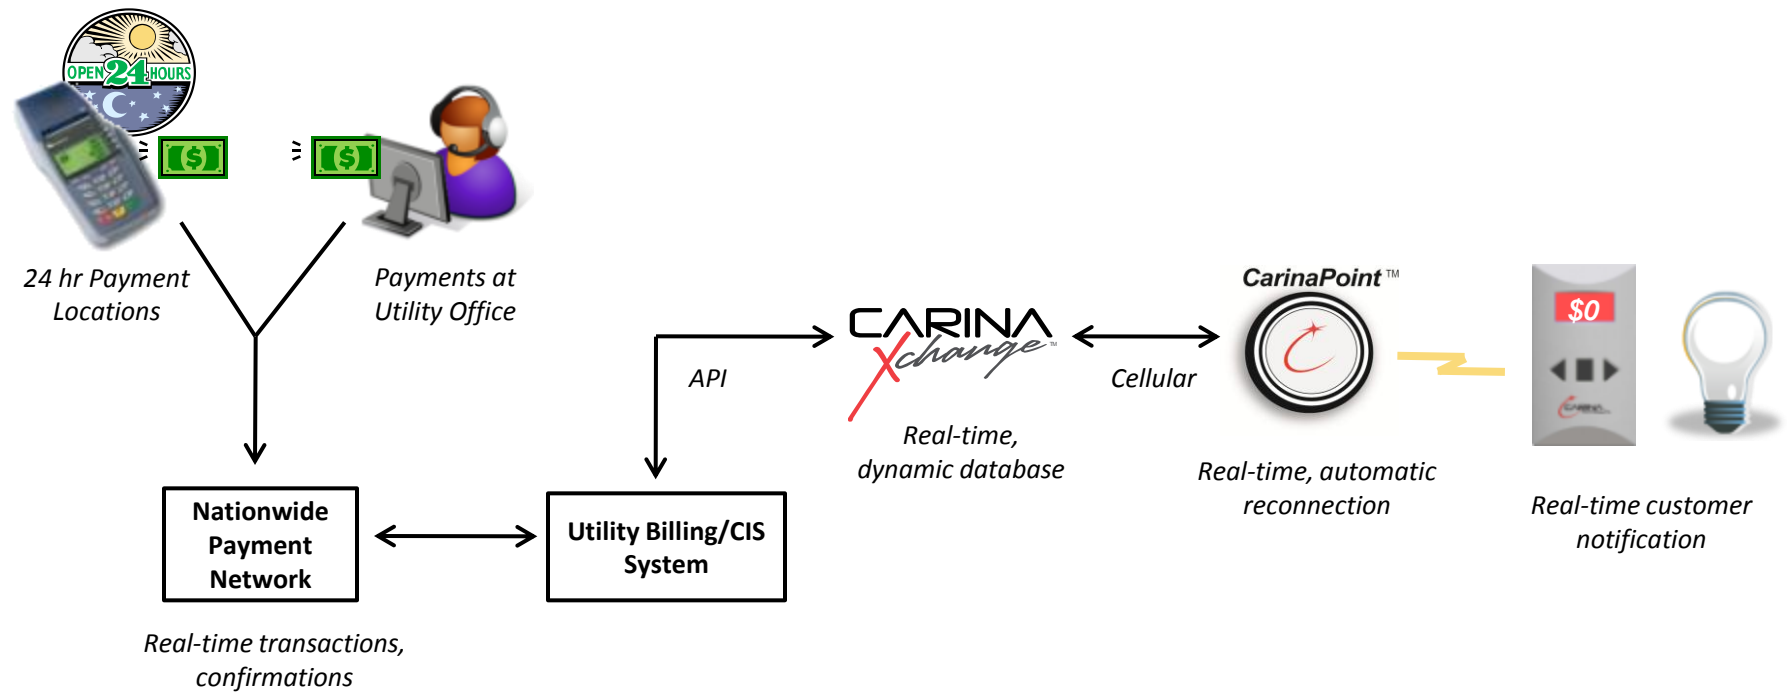 OPEN 24 HOURS
$
$
24 hr Payment
Locations
Payments at
Utility Office
Nationwide
Payment
Network
Real-time transactions,
confirmations
Utility Billing/CIS
System
API
CARINA
Xchange™
Real-time,
dynamic database
Cellular
CarinaPoint™
Real-time, automatic
reconnection
$0
CARINA
Real-time customer
notification